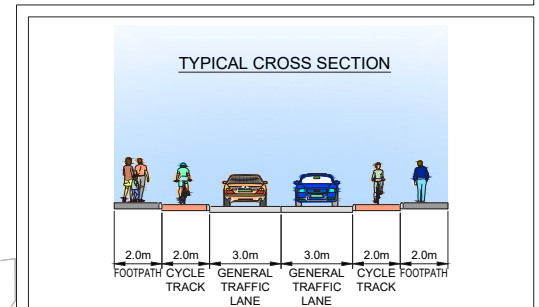 TYPICAL CROSS SECTION
2.0m 2.0m 3.0m 3.0m 2.0m 2.0m
FOOTPATH CYCLE GENERAL GENERAL CYCLE FOOTPATH
TRACK TRAFFIC TRAFFIC TRACK
LANE LANE